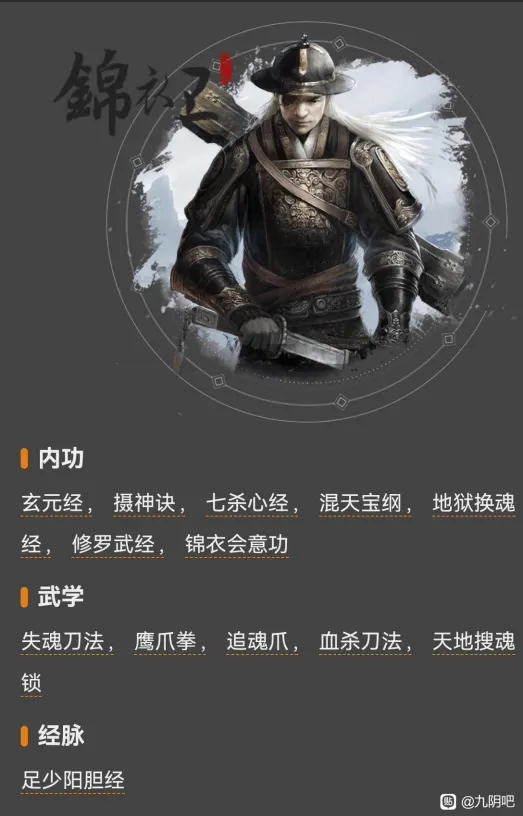 錦衣卫
内功
玄元经， 摄神诀， 七杀心经， 混天宝纲， 地狱换魂
经， 修罗武经， 锦衣会意功
武学
失魂刀法， 鹰爪拳， 追魂爪， 血杀刀法， 天地搜魂
锁
经脉
足少阳胆经
贴 @九阴吧